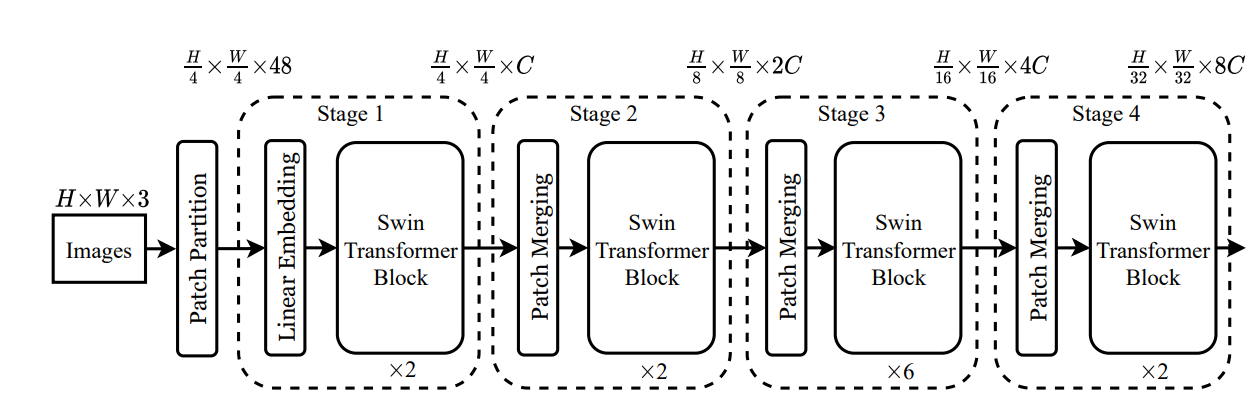 H/4 × W/4 × 48
H/4 × W/4 × C
H/8 × W/8 × 2C
H/16 × W/16 × 4C
H/32 × W/32 × 8C
Stage 1
Stage 2
Stage 3
Stage 4
H×W×3
Images
Patch Partition
Linear Embedding
Swin
Transformer
Block
×2
Patch Merging
Swin
Transformer
Block
×2
Patch Merging
Swin
Transformer
Block
×6
Patch Merging
Swin
Transformer
Block
×2